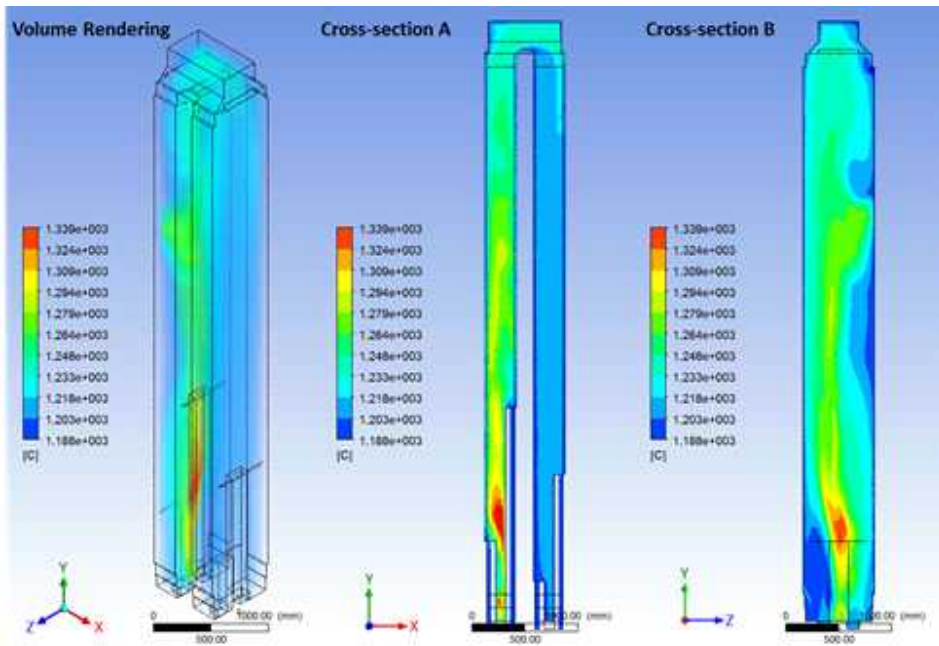 Volume Rendering
Cross-section A
Cross-section B
1.339e+003
1.324e+003
1.309e+003
1.294e+003
1.279e+003
1.264e+003
1.248e+003
1.233e+003
1.218e+003
1.203e+003
1.188e+003
[C]
1.339e+003
1.324e+003
1.309e+003
1.294e+003
1.279e+003
1.264e+003
1.248e+003
1.233e+003
1.218e+003
1.203e+003
1.188e+003
[C]
1.339e+003
1.324e+003
1.309e+003
1.294e+003
1.279e+003
1.264e+003
1.248e+003
1.233e+003
1.218e+003
1.203e+003
1.188e+003
[C]
Y
Z
X
0
1000.00 (mm)
500.00
Y
X
0
1000.00 (mm)
500.00
Y
Z
0
1000.00 (mm)
500.00